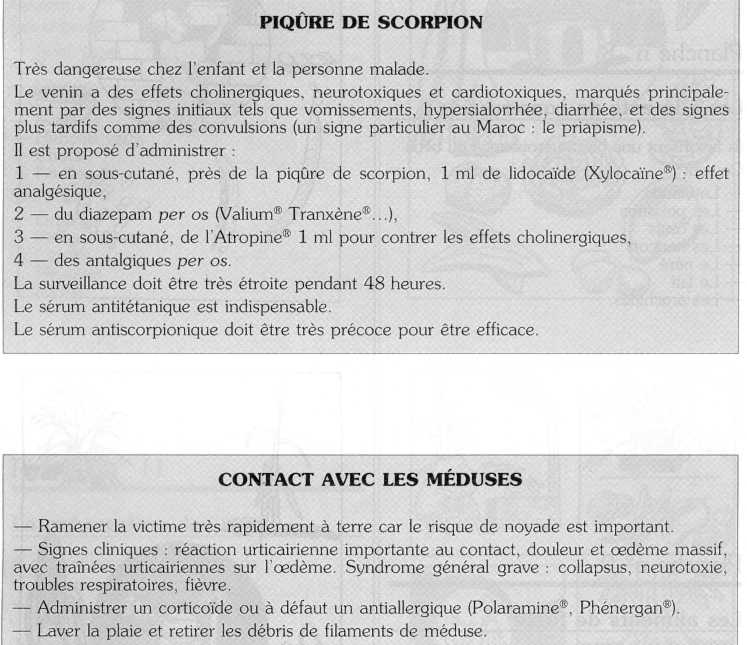 PIQÛRE DE SCORPION
Très dangereuse chez l'enfant et la personne malade.
Le venin a des effets cholinergiques, neurotoxiques et cardiotoxiques, marqués principale-
ment par des signes initiaux tels que vomissements, hypersialorrhée, diarrhée, et des signes
plus tardifs comme des convulsions (un signe particulier au Maroc : le priapisme).
Il est proposé d'administrer :
1 — en sous-cutané, près de la piqûre de scorpion, 1 ml de lidocaïde (Xylocaïne®) : effet
analgésique,
2 — du diazepam per os (Valium® Tranxène®...),
3 — en sous-cutané, de l'Atropine® 1 ml pour contrer les effets cholinergiques,
4 — des antalgiques per os.
La surveillance doit être très étroite pendant 48 heures.
Le sérum antitétanique est indispensable.
Le sérum antiscorpionique doit être très précoce pour être efficace.
CONTACT AVEC LES MÉDUSES
— Ramener la victime très rapidement à terre car le risque de noyade est important.
— Signes cliniques : réaction urticairienne importante au contact, douleur et œdème massif,
avec traînées urticairiennes sur l'œdème. Syndrome général grave : collapsus, neurotoxie,
troubles respiratoires, fièvre.
— Administrer un corticoïde ou à défaut un antiallergique (Polaramine®, Phénergan®).
— Laver la plaie et retirer les débris de filaments de méduse.